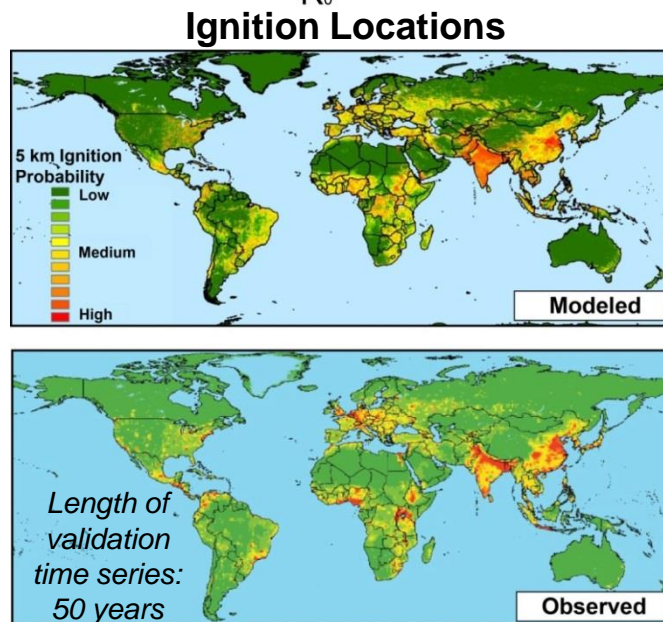 Ignition Locations
5 km Ignition
Probability
Low
Medium
High
Modeled
Length of
validation
time series:
50 years
Observed